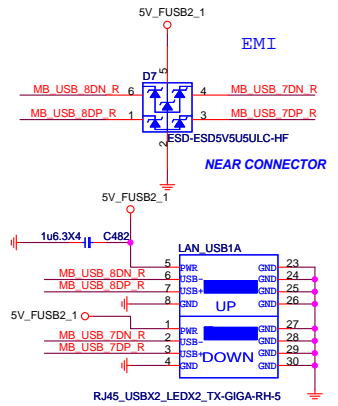 5V_FUSB2_1
EMI
5
D7
MB_USB_8DN_R 6 4 MB_USB_7DN_R
MB_USB_8DP_R 1 3 MB_USB_7DP_R
2
ESD-ESD5V5U5ULC-HF
NEAR CONNECTOR
5V_FUSB2_1
1u6.3X4 C482
LAN_USB1A
5 PWR GND 23
MB_USB_8DN_R 6 USB- GND 24
MB_USB_8DP_R 7 USB+ GND 25
8 GND GND 26
UP
5V_FUSB2_1
1 PWR GND 27
MB_USB_7DN_R 2 USB- GND 28
MB_USB_7DP_R 3 USB+ GND 29
4 GND GND 30
DOWN
RJ45_USBX2_LEDX2_TX-GIGA-RH-5